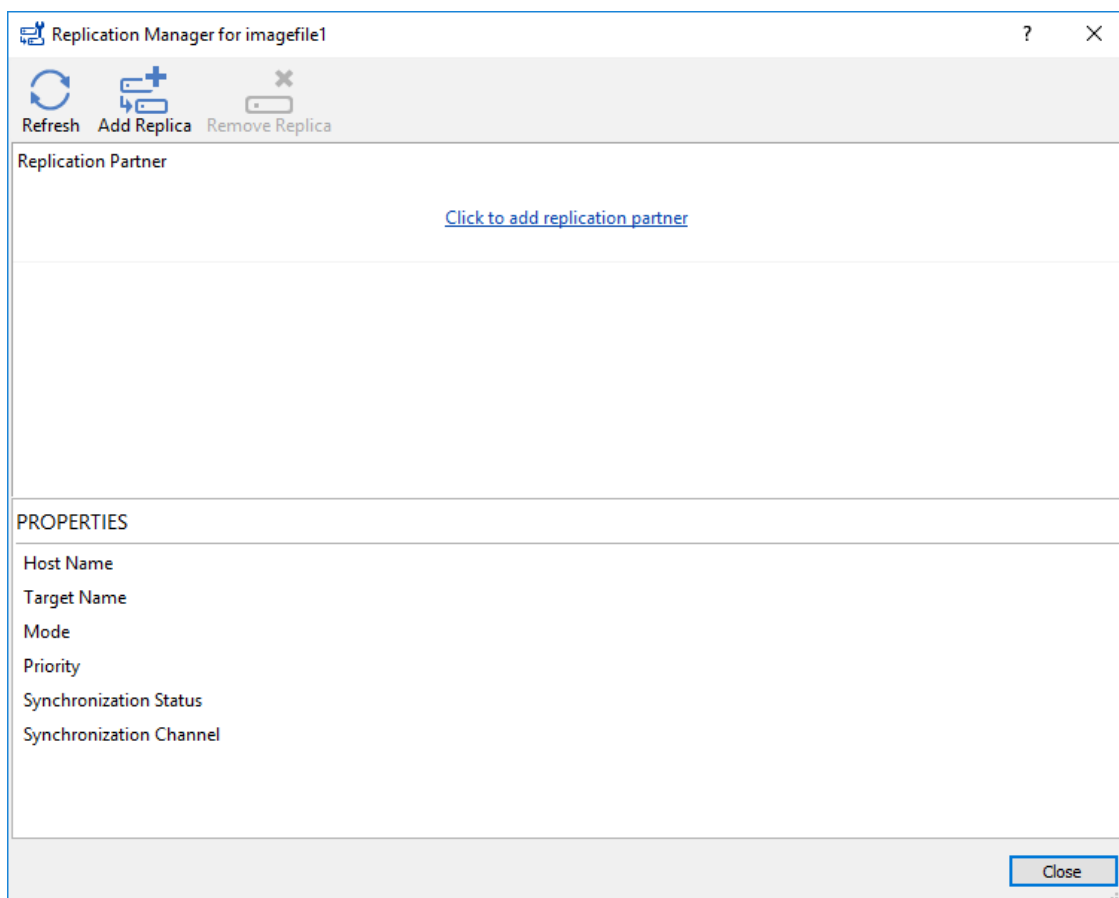 Replication Manager for imagefile1
?
Refresh Add Replica Remove Replica
Replication Partner
Click to add replication partner
PROPERTIES
Host Name
Target Name
Mode
Priority
Synchronization Status
Synchronization Channel
Close